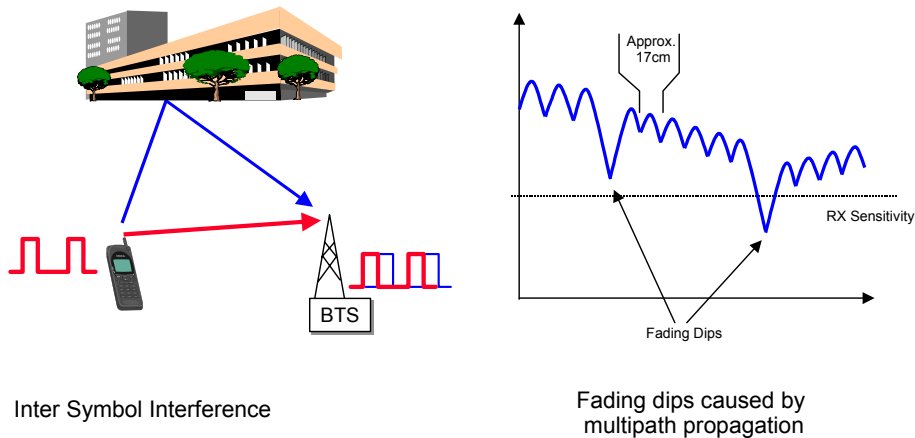 Approx.
17cm
RX Sensitivity
BTS
Fading Dips
Inter Symbol Interference
Fading dips caused by
multipath propagation